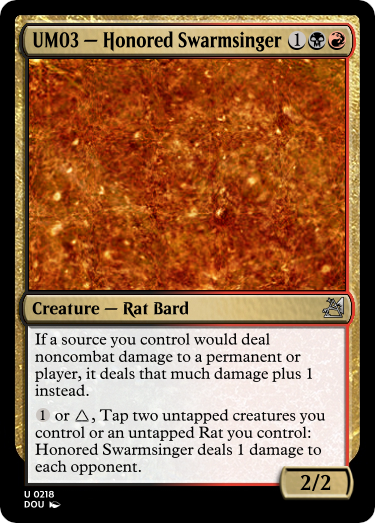 UM03 — Honored Swarmsinger 1
Creature — Rat Bard
If a source you control would deal
noncombat damage to a permanent or
player, it deals that much damage plus 1
instead.
1 or △, Tap two untapped creatures you
control or an untapped Rat you control:
Honored Swarmsinger deals 1 damage to
each opponent.
2/2
U 0218
DOU